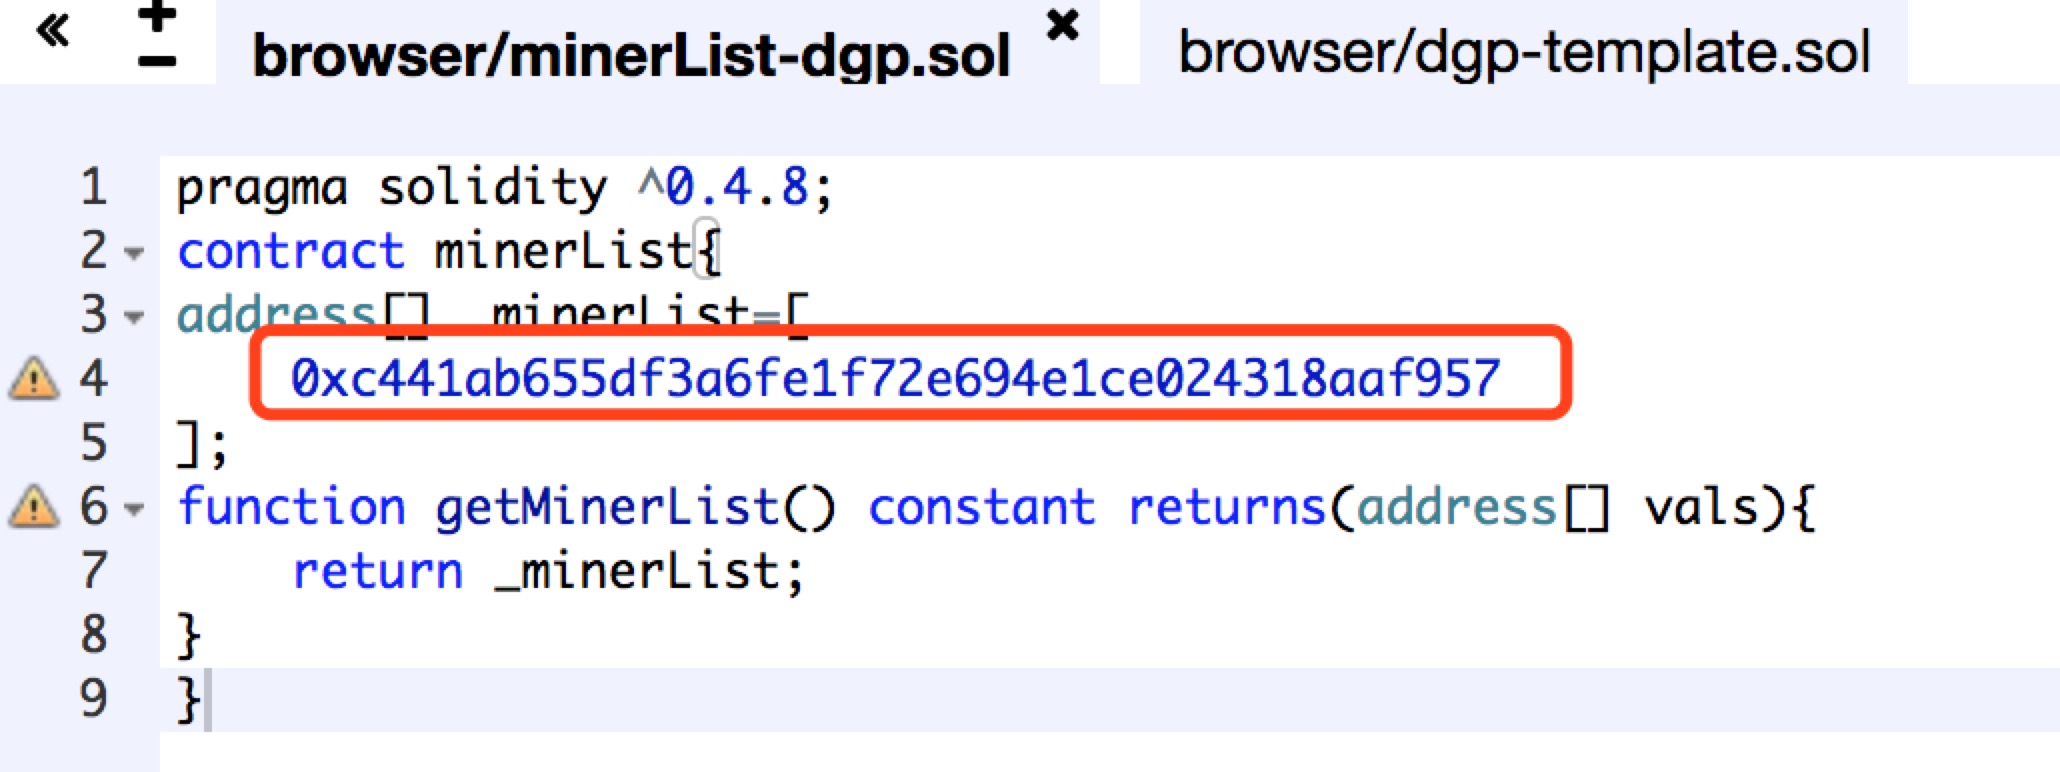 « + −
browser/minerList-dgp.sol × browser/dgp-template.sol
1 pragma solidity ^0.4.8;
2 contract minerList{
3 address[] _minerList=[
4 0xc441ab655df3a6fe1f72e694e1ce024318aaf957
5 ];
6 function getMinerList() constant returns(address[] vals){
7 return _minerList;
8 }
9 }